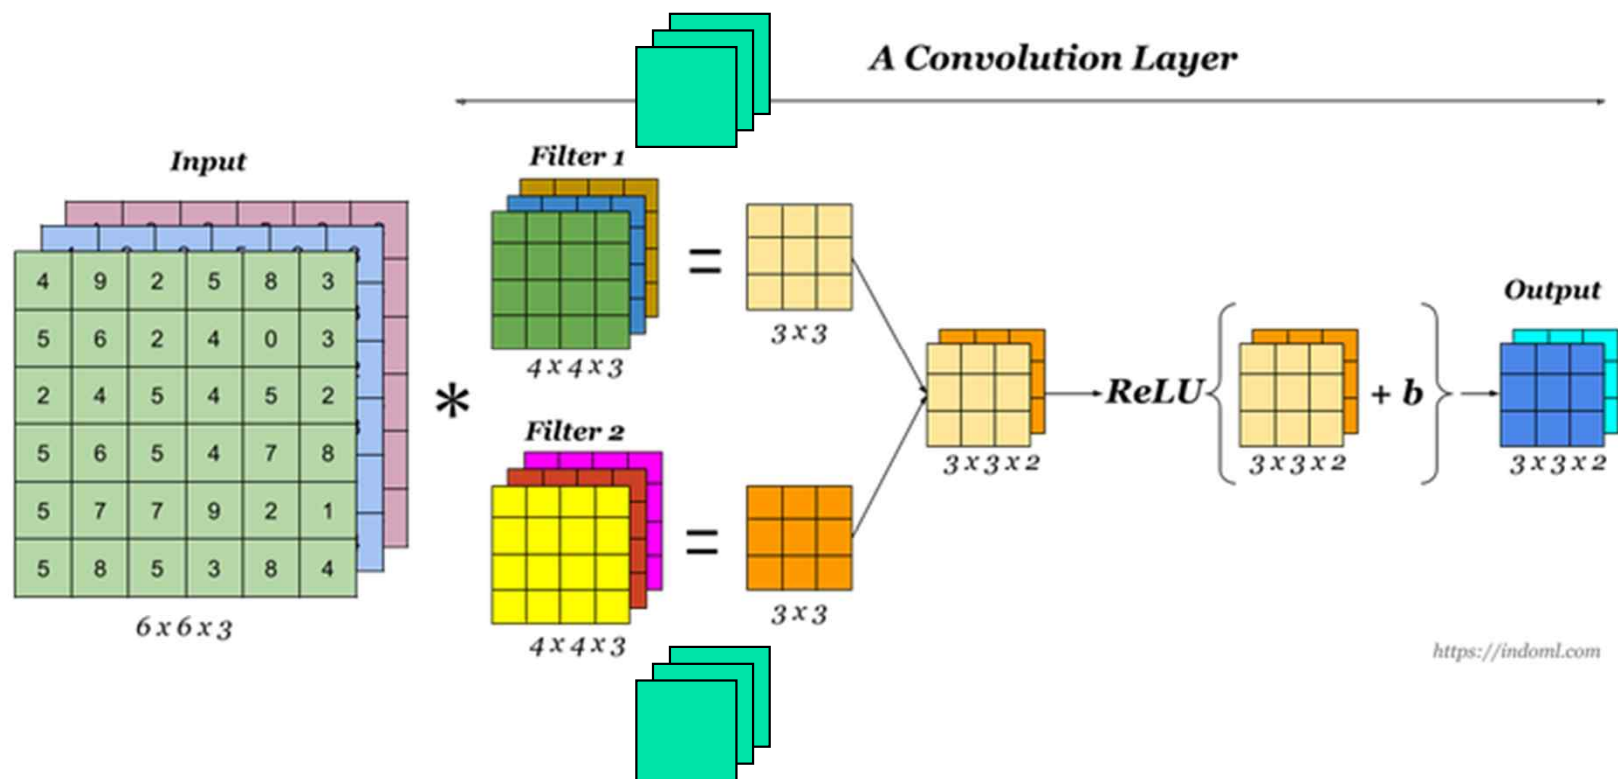 A Convolution Layer
Input
Filter 1
4 9 2 5 8 3
5 6 2 4 0 3
2 4 5 4 5 2
5 6 5 4 7 8
5 7 7 9 2 1
5 8 5 3 8 4
6 x 6 x 3
*
4 x 4 x 3
=
3 x 3
Filter 2
4 x 4 x 3
=
3 x 3
3 x 3 x 2
ReLU { + b }
3 x 3 x 2
Output
3 x 3 x 2
https://indoml.com